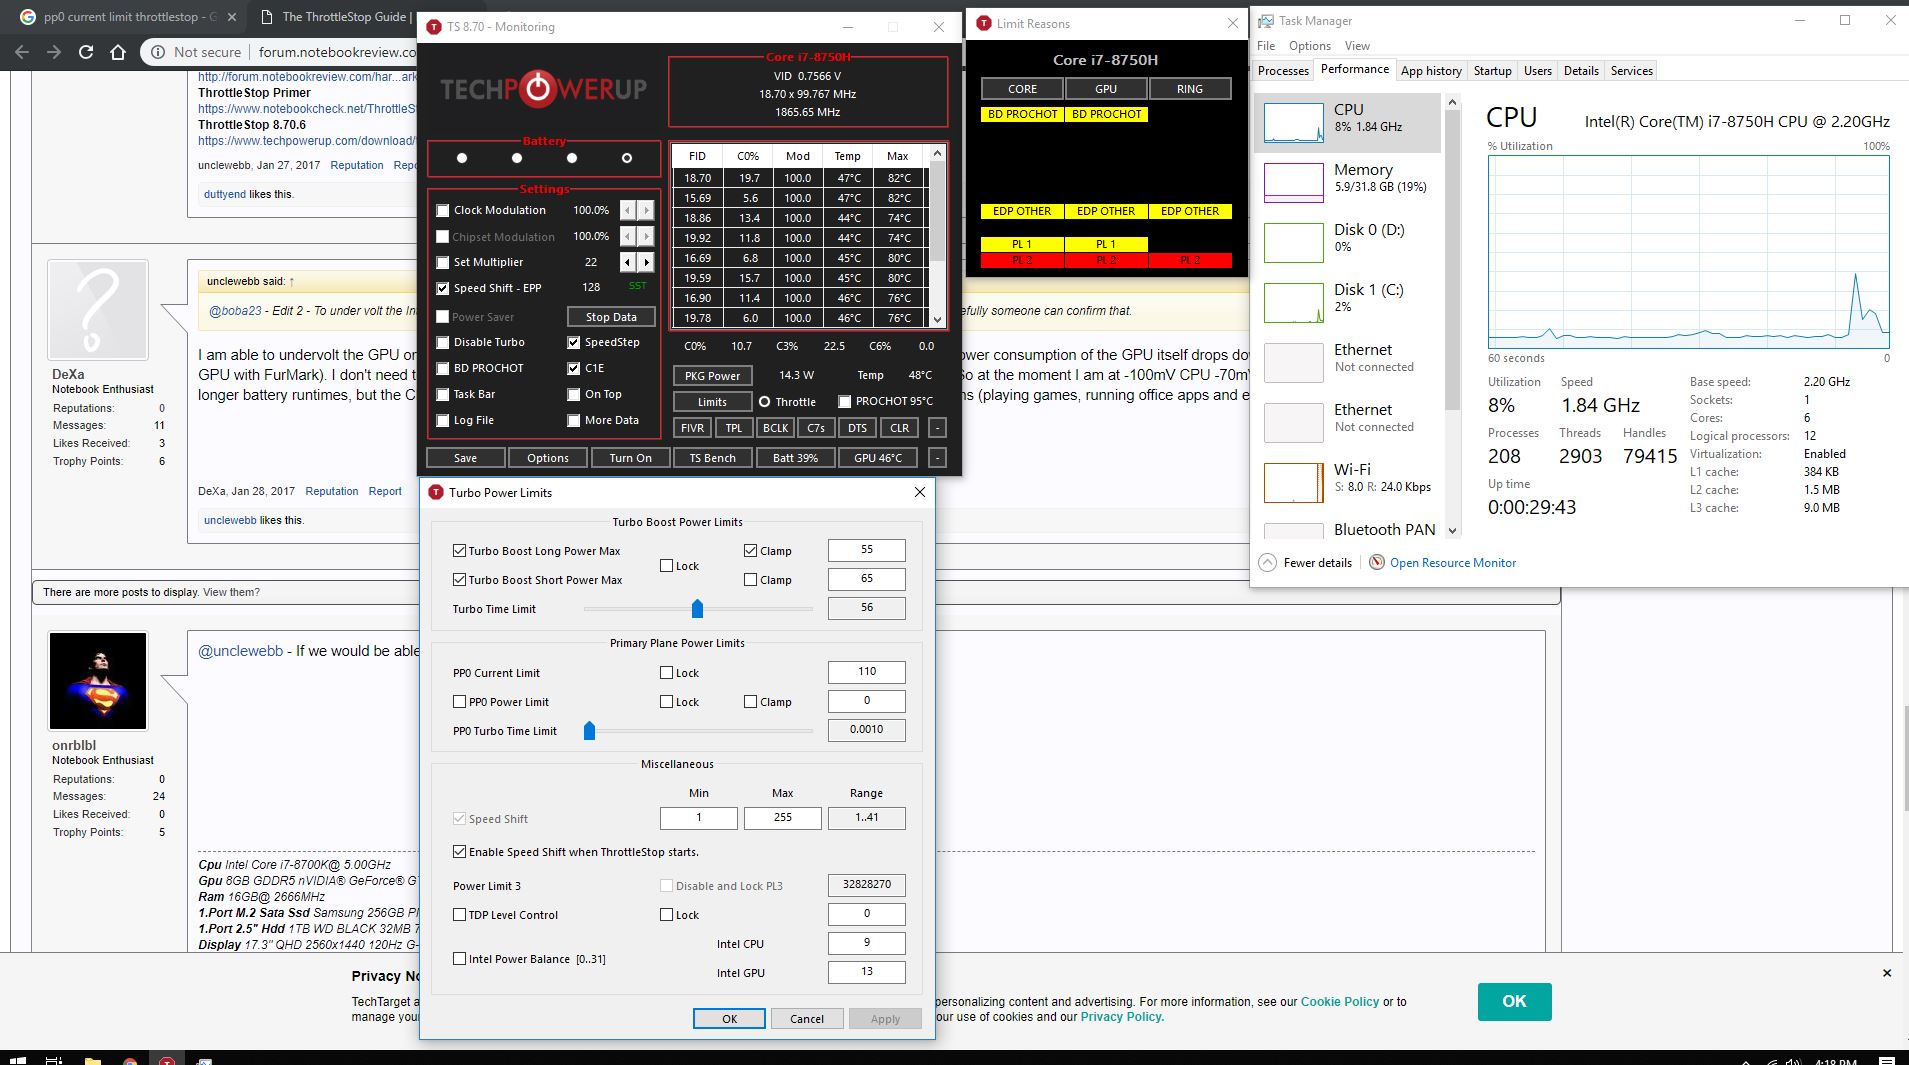 pp0 current limit throttlestop - G
The ThrottleStop Guide
Not secure
forum.notebookreview.co
http://forum.notebookreview.com/har...ark
ThrottleStop Primer
https://www.notebookcheck.net/ThrottleS
ThrottleStop 8.70.6
https://www.techpowerup.com/download/
unclewebb, Jan 27, 2017 Reputation Repo
duttyend likes this.
unclewebb said: ↑
@boba23 - Edit 2 - To under volt the In
efully someone can confirm that.
I am able to undervolt the GPU on
ower consumption of the GPU itself drops do
GPU with FurMark). I don't need t
So at the moment I am at -100mV CPU -70m
longer battery runtimes, but the C
ns (playing games, running office apps and e
DeXa
Notebook Enthusiast
Reputations: 0
Messages: 11
Likes Received: 3
Trophy Points: 6
DeXa, Jan 28, 2017 Reputation Report
unclewebb likes this.
There are more posts to display. View them?
@unclewebb - If we would be able
onrblbl
Notebook Enthusiast
Reputations: 0
Messages: 24
Likes Received: 0
Trophy Points: 5
Cpu Intel Core i7-8700K@ 5.00GHz
Gpu 8GB GDDR5 nVIDIA® GeForce® G
Ram 16GB@ 2666MHz
1.Port M.2 Sata Ssd Samsung 256GB
1.Port 2.5" Hdd 1TB WD BLACK 32MB 7
Display 17.3" QHD 2560x1440 120Hz G-
Privacy No
TechTarget a
personalizing content and advertising. For more information, see our Cookie Policy or to
manage your
our use of cookies and our Privacy Policy.
OK
TS 8.70 - Monitoring
TECHPOWERUP
Core i7-8750H
VID 0.7566 V
18.70 x 99.767 MHz
1865.65 MHz
Battery
Settings
Clock Modulation 100.0%
Chipset Modulation 100.0%
Set Multiplier 22
Speed Shift - EPP 128 SST
Power Saver Stop Data
Disable Turbo SpeedStep
BD PROCHOT C1E
Task Bar On Top
Log File More Data
FID C0% Mod Temp Max
18.70 19.7 100.0 47°C 82°C
15.69 5.6 100.0 47°C 82°C
18.86 13.4 100.0 44°C 74°C
19.92 11.8 100.0 44°C 74°C
16.69 6.8 100.0 45°C 80°C
19.59 15.7 100.0 45°C 80°C
16.90 11.4 100.0 46°C 76°C
19.78 6.0 100.0 46°C 76°C
C0% 10.7 C3% 22.5 C6% 0.0
PKG Power 14.3 W Temp 48°C
Limits Throttle PROCHOT 95°C
FIVR TPL BCLK C7s DTS CLR -
Save Options Turn On TS Bench Batt 39% GPU 46°C -
Limit Reasons
Core i7-8750H
CORE GPU RING
BD PROCHOT BD PROCHOT
EDP OTHER EDP OTHER EDP OTHER
PL 1 PL 1
PL 2 PL 2 PL 2
Turbo Power Limits
Turbo Boost Power Limits
Turbo Boost Long Power Max Clamp 55
Lock
Turbo Boost Short Power Max Clamp 65
Turbo Time Limit 56
Primary Plane Power Limits
PP0 Current Limit Lock 110
PP0 Power Limit Lock Clamp 0
PP0 Turbo Time Limit 0.0010
Miscellaneous
Min Max Range
Speed Shift 1 255 1..41
Enable Speed Shift when ThrottleStop starts.
Power Limit 3 Disable and Lock PL3 32828270
TDP Level Control Lock 0
Intel CPU 9
Intel Power Balance [0..31]
Intel GPU 13
OK Cancel Apply
Task Manager
File Options View
Processes Performance App history Startup Users Details Services
CPU
8% 1.84 GHz
Memory
5.9/31.8 GB (19%)
Disk 0 (D:)
0%
Disk 1 (C:)
2%
Ethernet
Not connected
Ethernet
Not connected
Wi-Fi
S: 8.0 R: 24.0 Kbps
Bluetooth PAN
CPU Intel(R) Core(TM) i7-8750H CPU @ 2.20GHz
% Utilization 100%
60 seconds 0
Utilization Speed
8% 1.84 GHz
Processes Threads Handles
208 2903 79415
Up time
0:00:29:43
Base speed: 2.20 GHz
Sockets: 1
Cores: 6
Logical processors: 12
Virtualization: Enabled
L1 cache: 384 KB
L2 cache: 1.5 MB
L3 cache: 9.0 MB
Fewer details Open Resource Monitor
4:18 PM